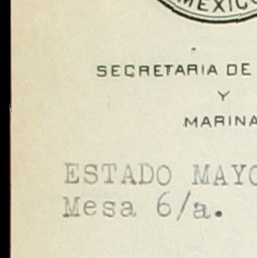 MEXICO
SECRETARIA DE
Y
MARINA
ESTADO MAYO
Mesa 6/a.